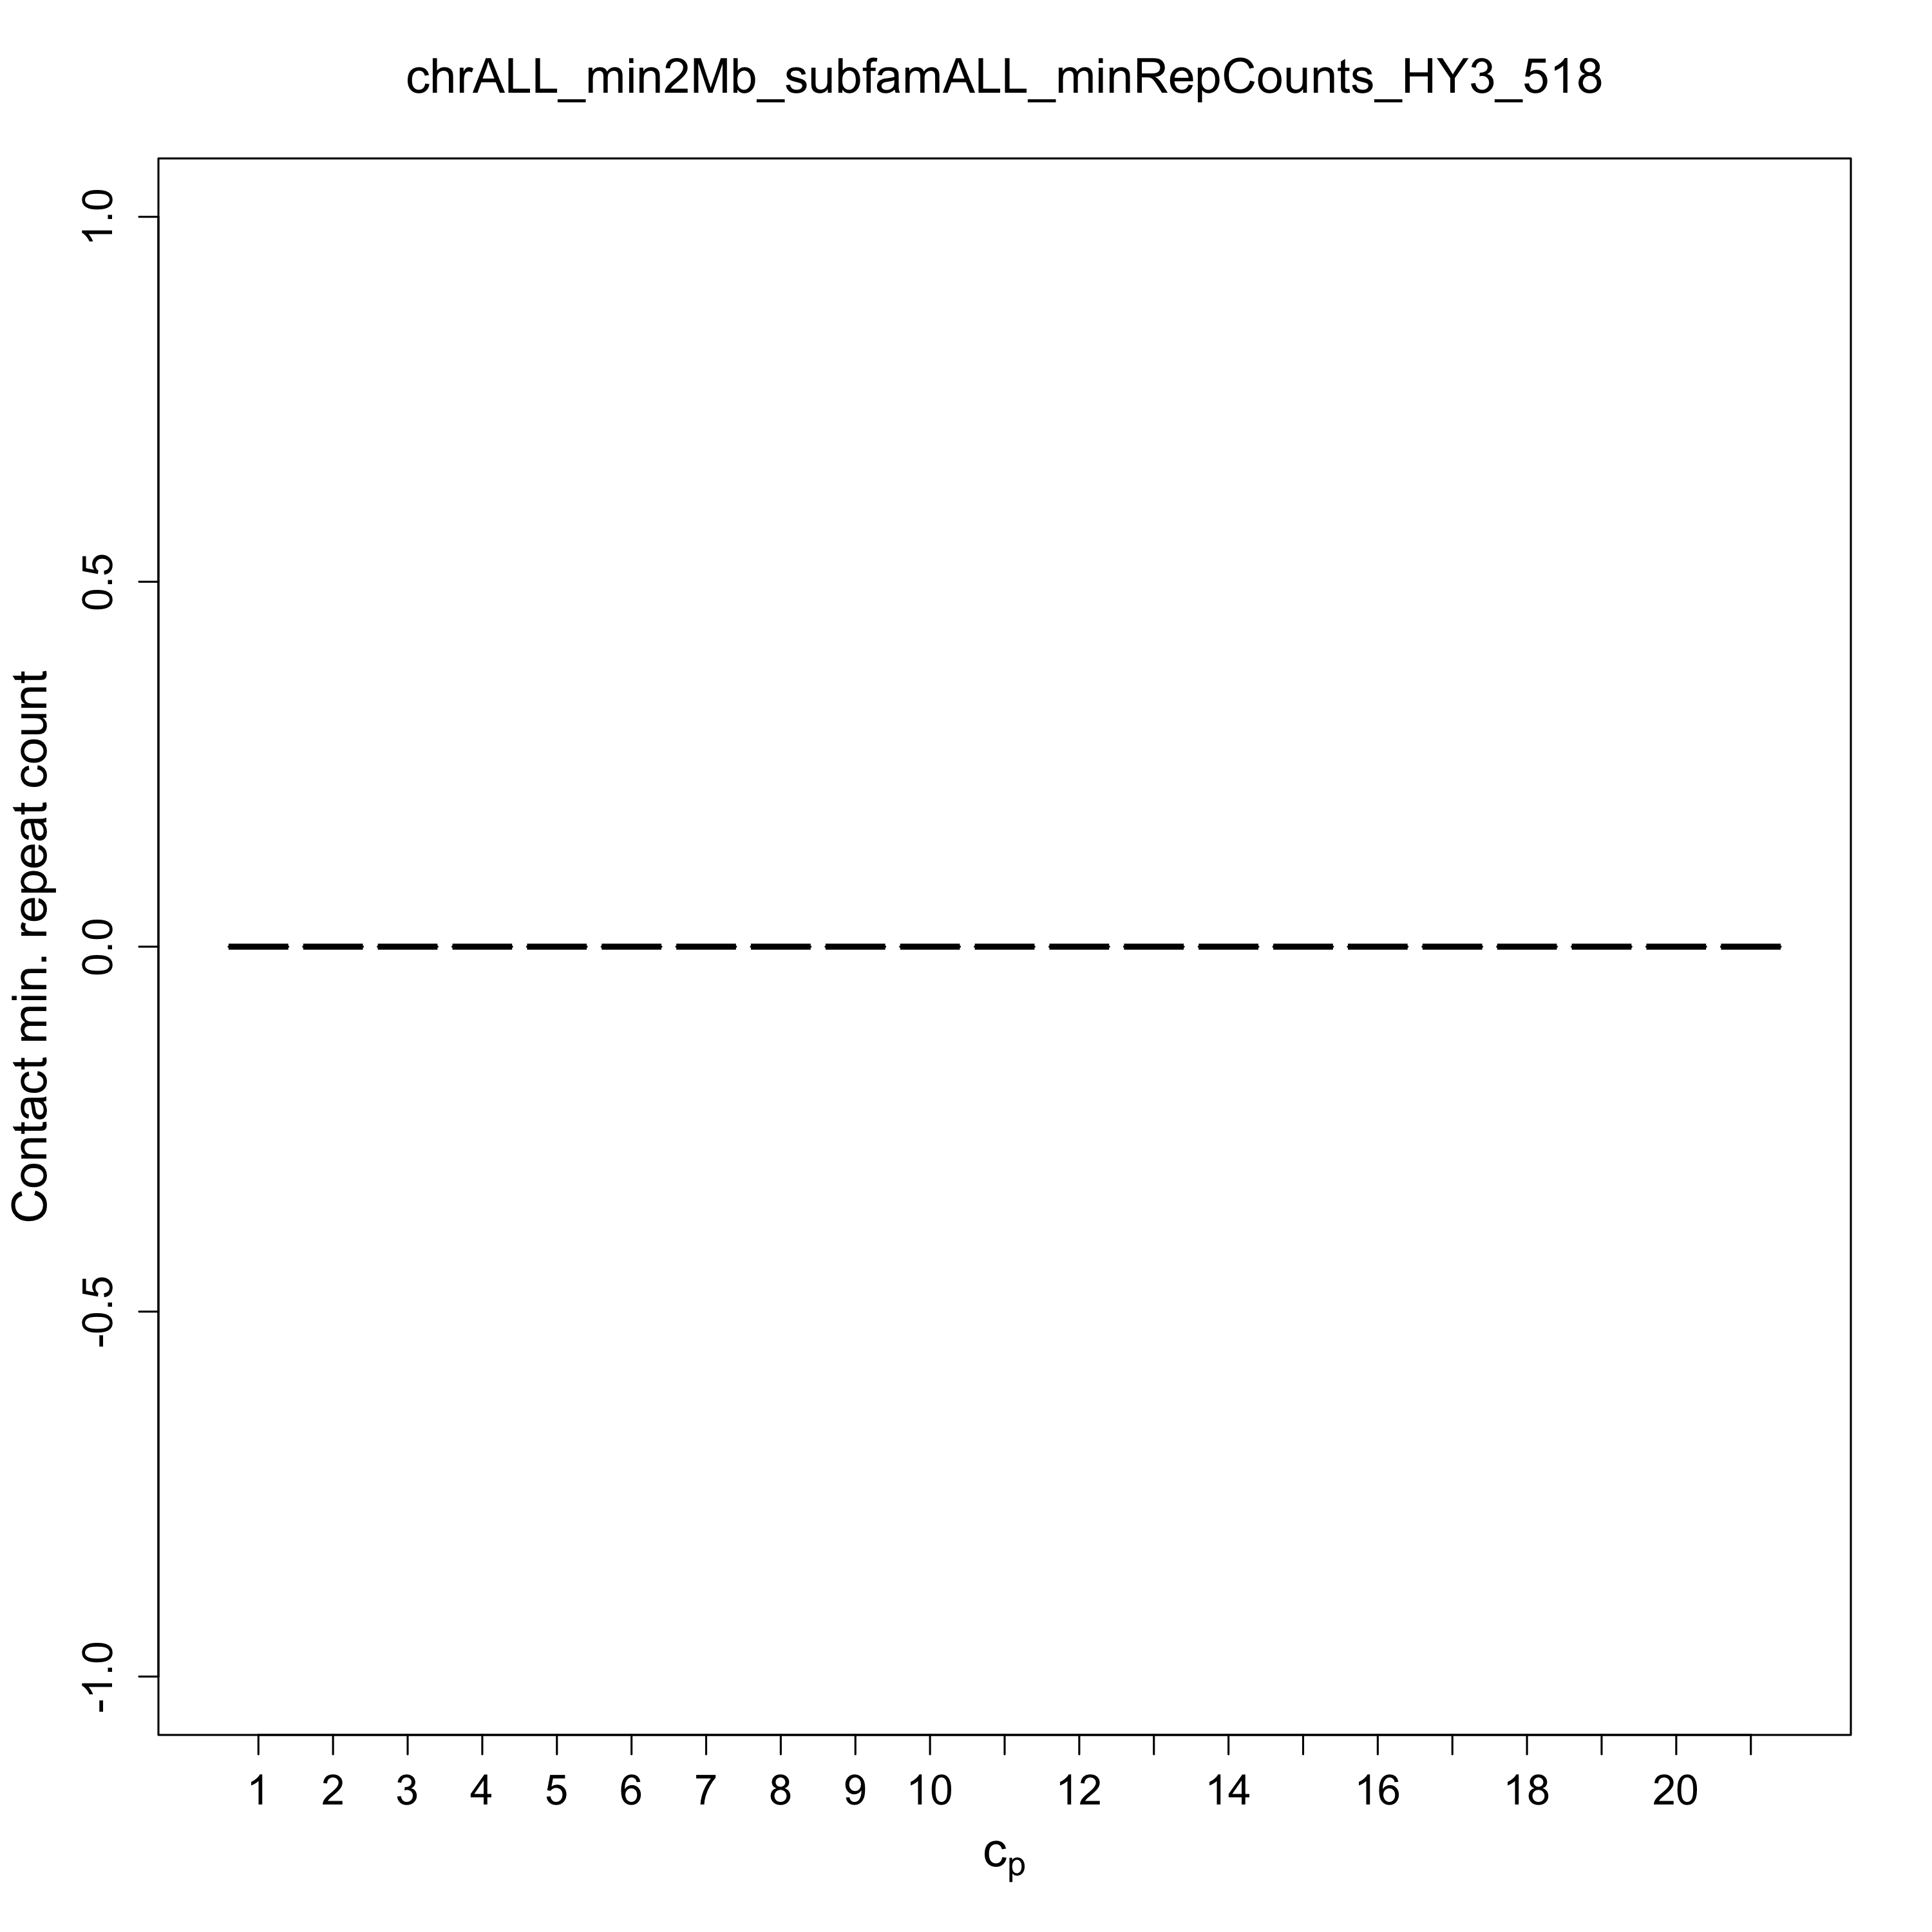 chrALL_min2Mb_subfamALL_minRepCounts_HY3_518
Contact min. repeat count
1.0
0.5
0.0
-0.5
-1.0
1 2 3 4 5 6 7 8 9 10 12 14 16 18 20
cp